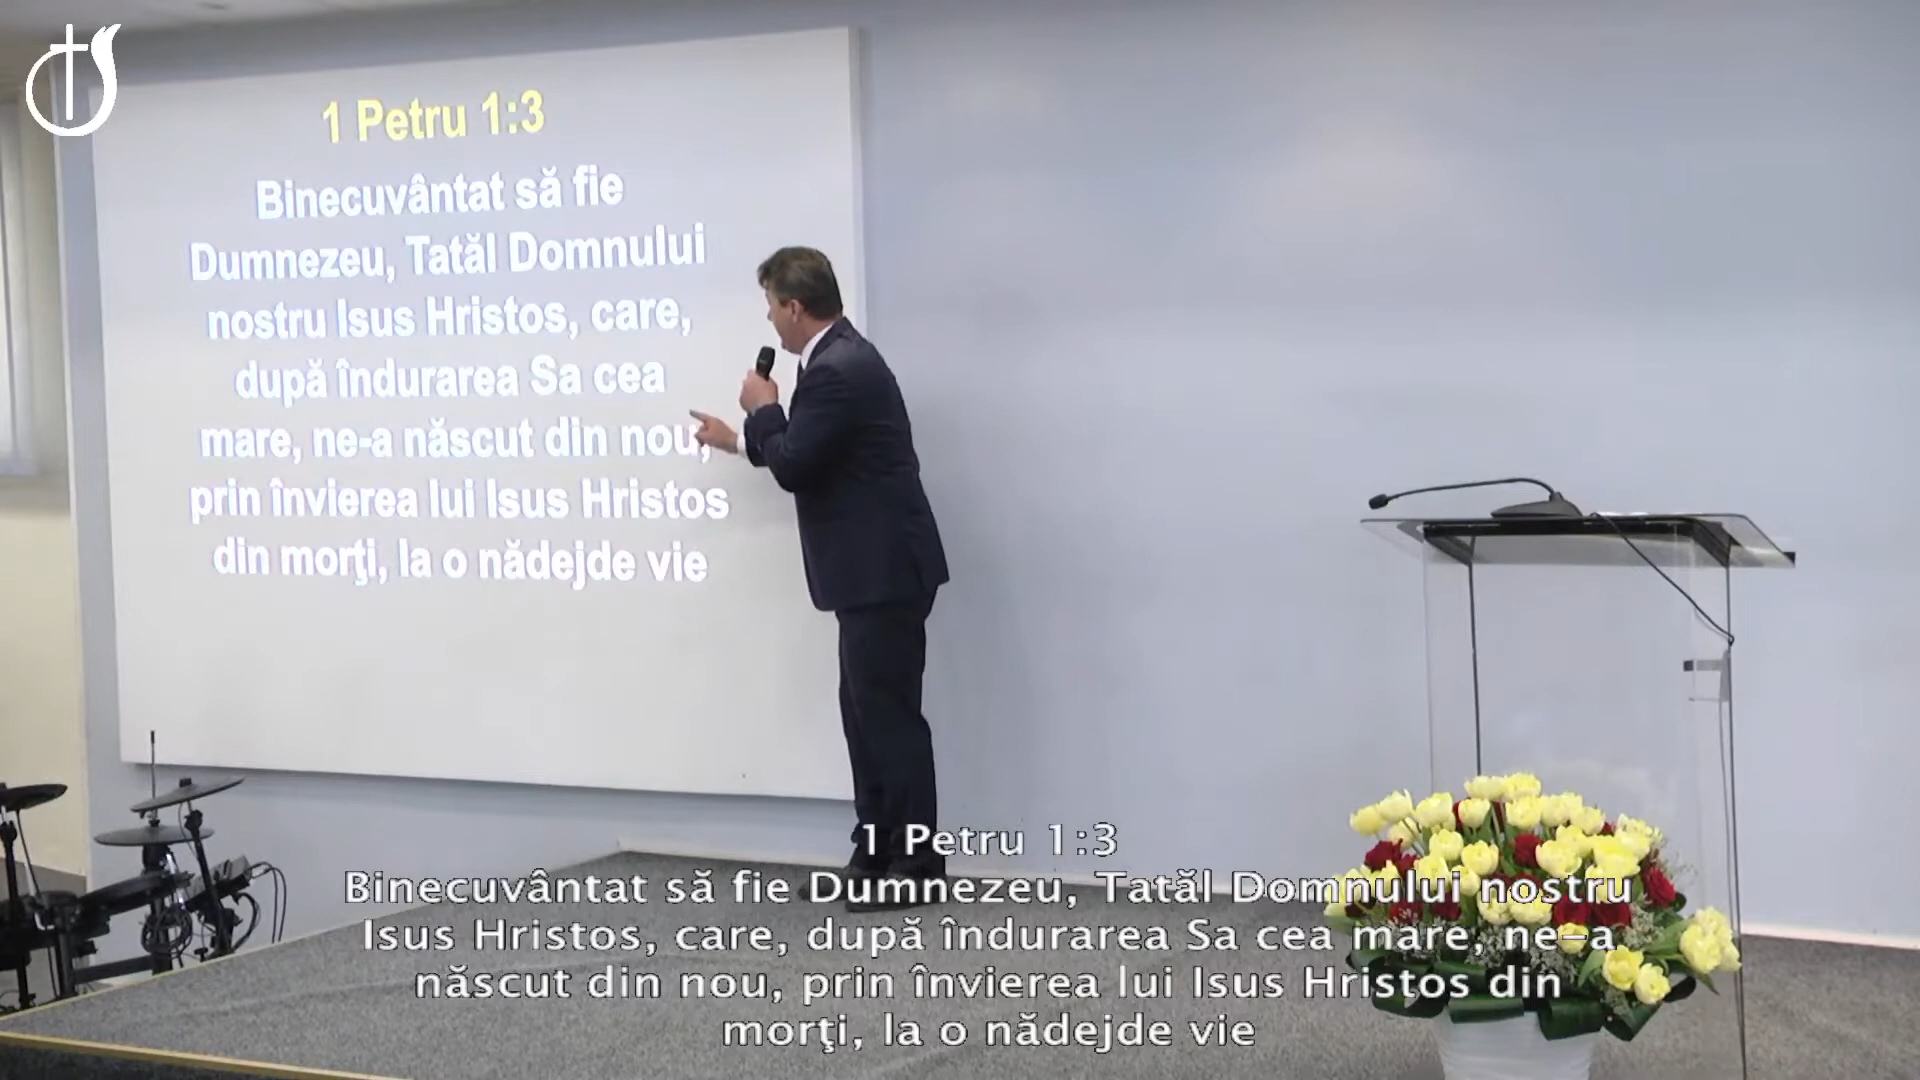 1 Petru 1:3
Binecuvântat să fie
Dumnezeu, Tatăl Domnului
nostru Isus Hristos, care,
după îndurarea Sa cea
mare, ne-a născut din nou,
prin învierea lui Isus Hristos
din morţi, la o nădejde vie
1 Petru 1:3
Binecuvântat să fie Dumnezeu, Tatăl Domnului nostru
Isus Hristos, care, după îndurarea Sa cea mare, ne-a
născut din nou, prin învierea lui Isus Hristos din
morţi, la o nădejde vie